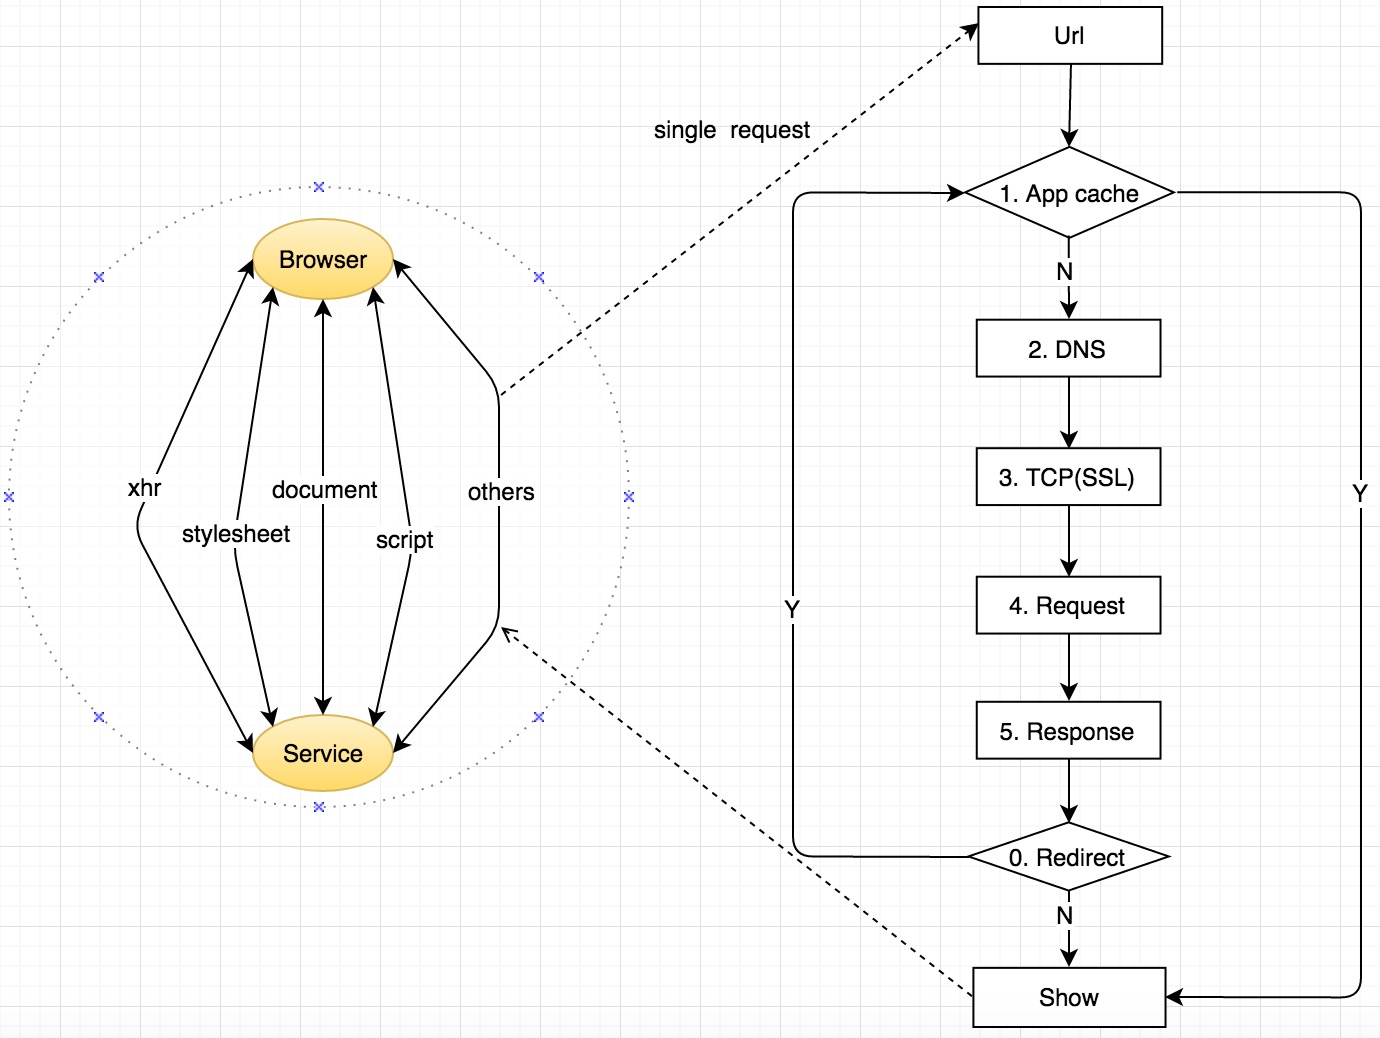 Url
single request
1. App cache
Browser
N
2. DNS
3. TCP(SSL)
xhr
document
others
Y
stylesheet
script
4. Request
Y
5. Response
Service
0. Redirect
N
Show